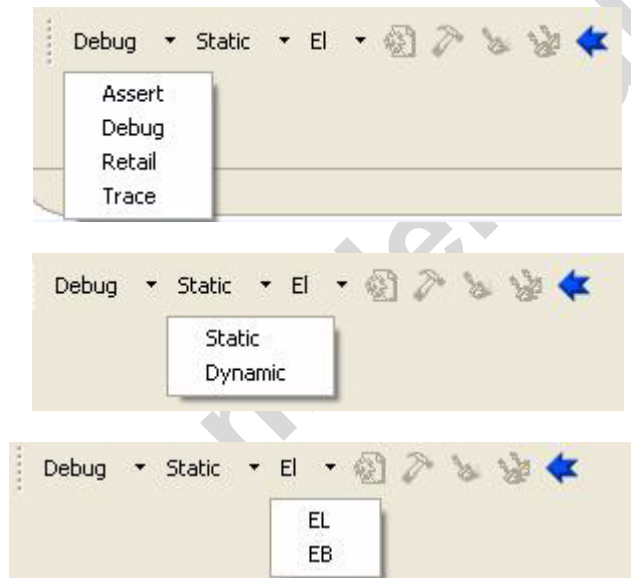 Debug Static El
Assert
Debug
Retail
Trace
Debug Static El
Static
Dynamic
Debug Static El
EL
EB